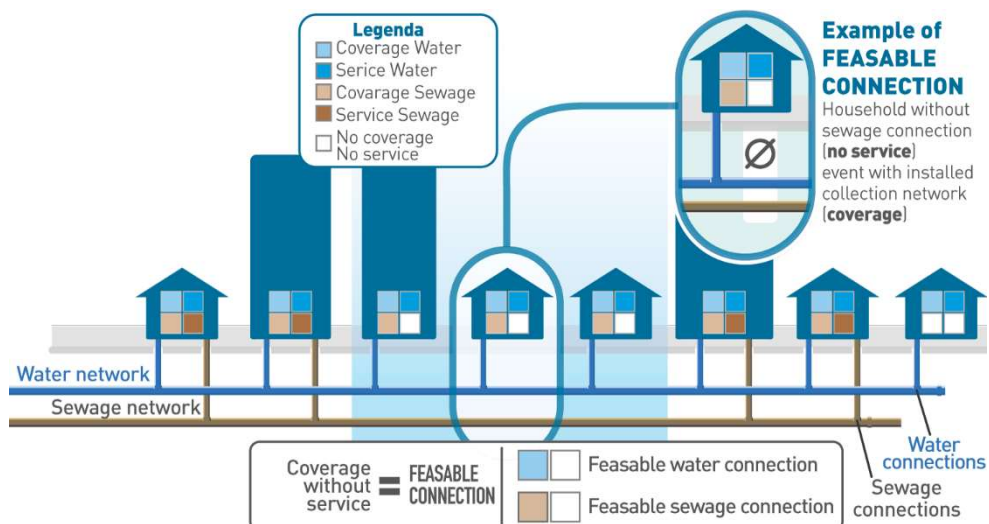 Legenda
Coverage Water
Serice Water
Covarage Sewage
Service Sewage
No coverage
No service
Example of
FEASABLE
CONNECTION
Household without
sewage connection
(no service)
event with installed
collection network
(coverage)
Water network
Sewage network
Water
connections
Sewage
connections
Coverage
without
service
=
FEASABLE
CONNECTION
Feasable water connection
Feasable sewage connection